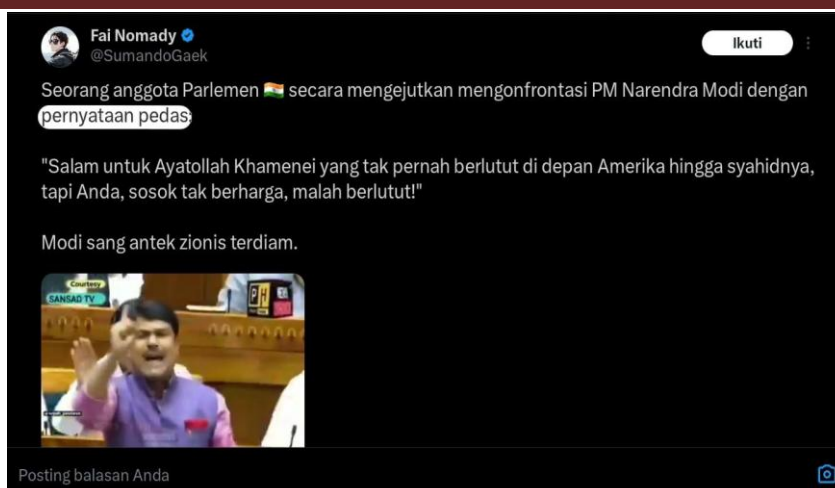 Fai Nomady
@SumandoGaek
Ikuti
Seorang anggota Parlemen 🇮🇳 secara mengejutkan mengonfrontasi PM Narendra Modi dengan
pernyataan pedas:
"Salam untuk Ayatollah Khamenei yang tak pernah berlutut di depan Amerika hingga syahidnya,
tapi Anda, sosok tak berharga, malah berlutut!"
Modi sang antek zionis terdiam.
Courtesy
SANSAD TV
PH
Posting balasan Anda